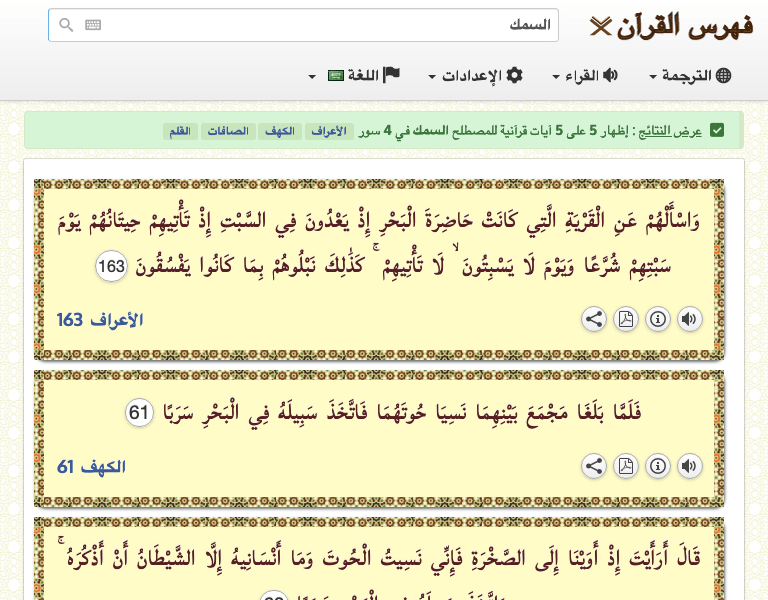 فهرس القرآن
السمك
الترجمة القراء الإعدادات اللغة
عرض النتائج : إظهار 5 على 5 آيات قرآنية للمصطلح السمك في 4 سور الأعراف الكهف الصافات القلم
وَاسْأَلْهُمْ عَنِ الْقَرْيَةِ الَّتِي كَانَتْ حَاضِرَةَ الْبَحْرِ إِذْ يَعْدُونَ فِي السَّبْتِ إِذْ تَأْتِيهِمْ حِيتَانُهُمْ يَوْمَ
سَبْتِهِمْ شُرَّعًا وَيَوْمَ لَا يَسْبِتُونَ ۙ لَا تَأْتِيهِمْ ۚ كَذَٰلِكَ نَبْلُوهُمْ بِمَا كَانُوا يَفْسُقُونَ 163
الأعراف 163
فَلَمَّا بَلَغَا مَجْمَعَ بَيْنِهِمَا نَسِيَا حُوتَهُمَا فَاتَّخَذَ سَبِيلَهُ فِي الْبَحْرِ سَرَبًا 61
الكهف 61
قَالَ أَرَأَيْتَ إِذْ أَوَيْنَا إِلَى الصَّخْرَةِ فَإِنِّي نَسِيتُ الْحُوتَ وَمَا أَنْسَانِيهُ إِلَّا الشَّيْطَانُ أَنْ أَذْكُرَهُ ۚ